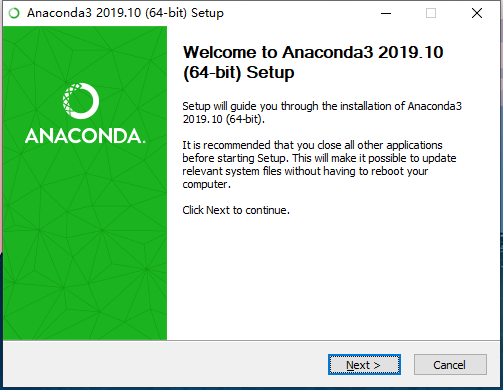 Anaconda3 2019.10 (64-bit) Setup
ANACONDA.
Welcome to Anaconda3 2019.10
(64-bit) Setup
Setup will guide you through the installation of Anaconda3
2019.10 (64-bit).
It is recommended that you close all other applications
before starting Setup. This will make it possible to update
relevant system files without having to reboot your
computer.
Click Next to continue.
Next >
Cancel